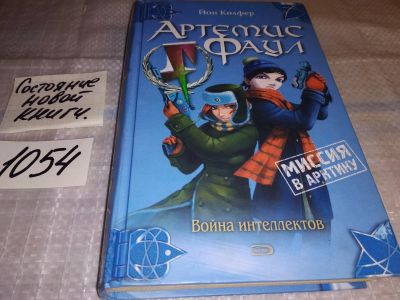 Йон Колфер
Артемис
Фаул
МИССИЯ
В АРКТИКУ
Война интеллектов
Состояние
новой
книги.
1054